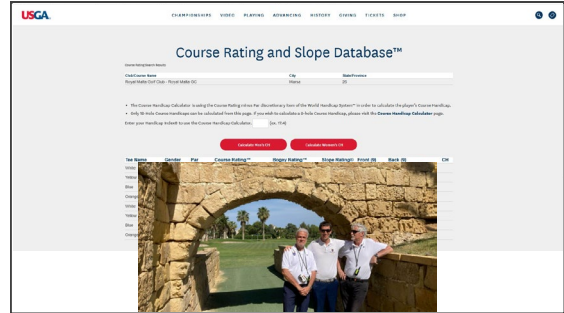 USGA
CHAMPIONSHIPS VIDEO PLAYING ADVANCING HISTORY GIVING TICKETS SHOP
Course Rating and Slope Database™
Course Rating Search Results
Club/Course Name City State/Province
Royal Malta Golf Club - Royal Malta GC Marsa 20
• The Course Handicap Calculator is using the Course Rating minus Par discretionary item of the World Handicap System™ in order to calculate the player's Course Handicap.
• Only 18-Hole Course Handicaps can be calculated from this page. If you wish to calculate a 9-hole Course Handicap, please visit the Course Handicap Calculator page.
Enter your Handicap Index® to use the Course Handicap Calculator. (ex. 17.4)
Calculate Men's CH Calculate Women's CH
Tee Name Gender Par Course Rating™ Bogey Rating™ Slope Rating® Front (9) Back (9) CH
White
Yellow
Blue
Orange
White
Yellow
Blue
Orange